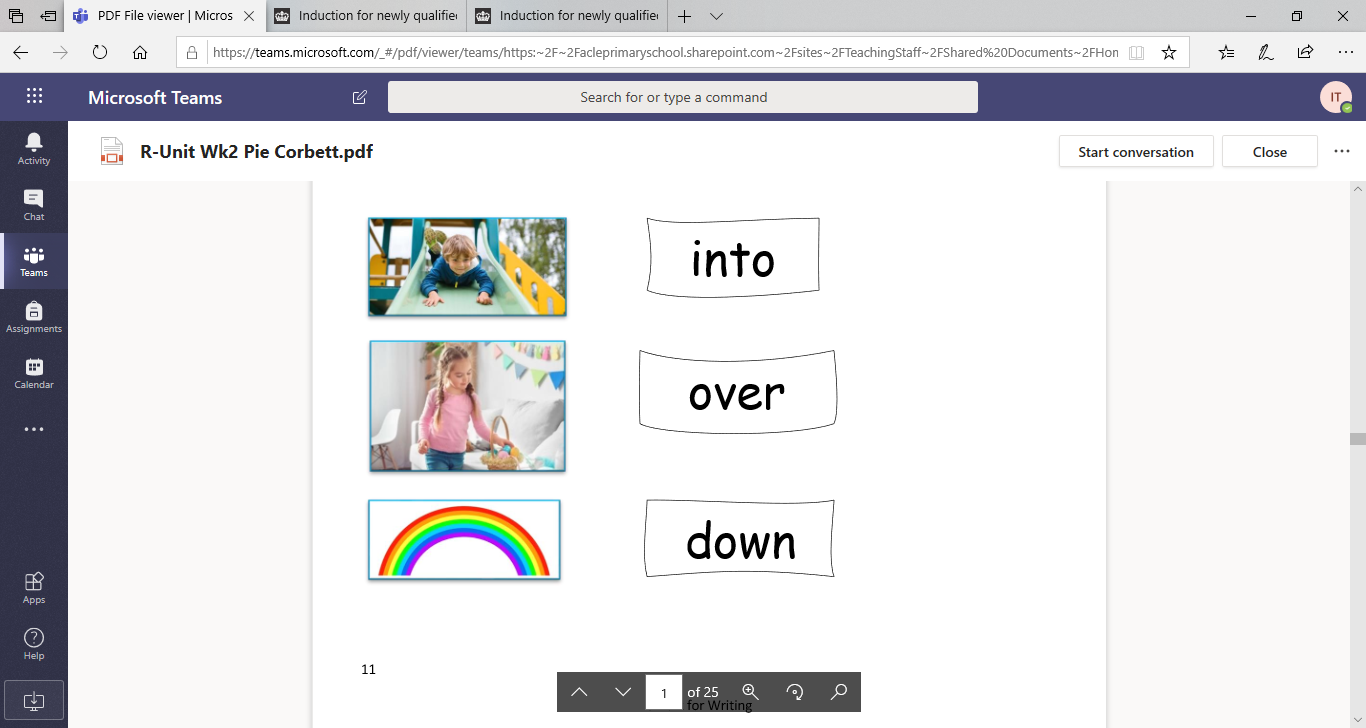 PDF File viewer | Micros
Induction for newly qualifie
Induction for newly qualifie
https://teams.microsoft.com/_#/pdf/viewer/teams/https:~2F~2Facleprimaryschool.sharepoint.com~2Fsites~2FTeachingStaff~2FShared%20Documents~2FHon
Microsoft Teams
Search for or type a command
IT
Activity
Chat
Teams
Assignments
Calendar
Apps
Help
R-Unit Wk2 Pie Corbett.pdf
Start conversation
Close
into
over
down
11
1 of 25
for Writing